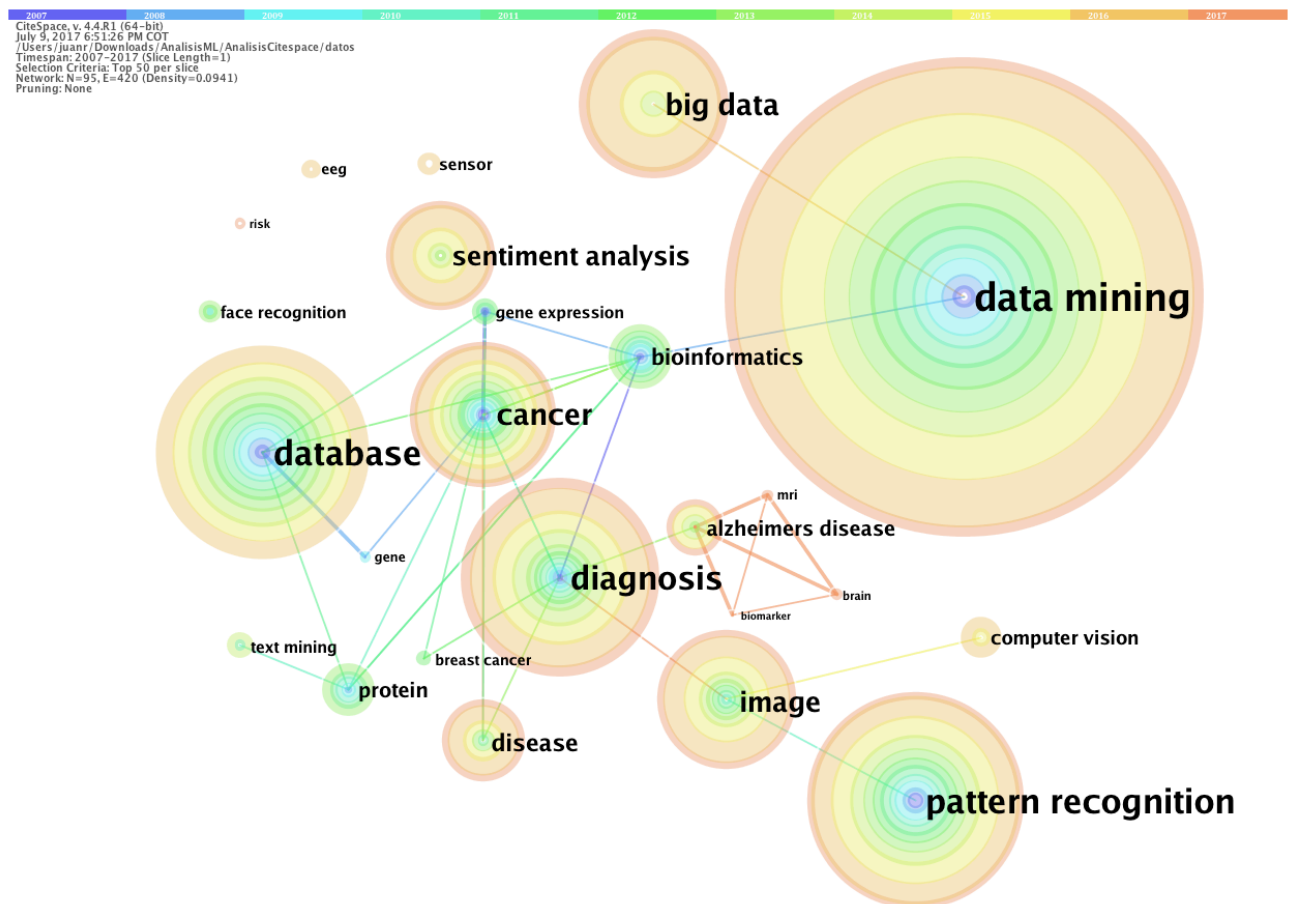 2007 2008 2009 2010 2011 2012 2013 2014 2015 2016 2017
CiteSpace, v. 4.4.R1 (64-bit)
July 9, 2017 6:51:26 PM COT
/Users/juanr/Downloads/AnalisisML/AnalisisCitespace/datos
Timespan: 2007-2017 (Slice Length=1)
Selection Criteria: Top 50 per slice
Network: N=95, E=420 (Density=0.0941)
Pruning: None
big data
eeg
sensor
risk
sentiment analysis
data mining
face recognition
gene expression
bioinformatics
cancer
database
mri
alzheimers disease
gene
diagnosis
brain
biomarker
computer vision
text mining
breast cancer
protein
image
disease
pattern recognition